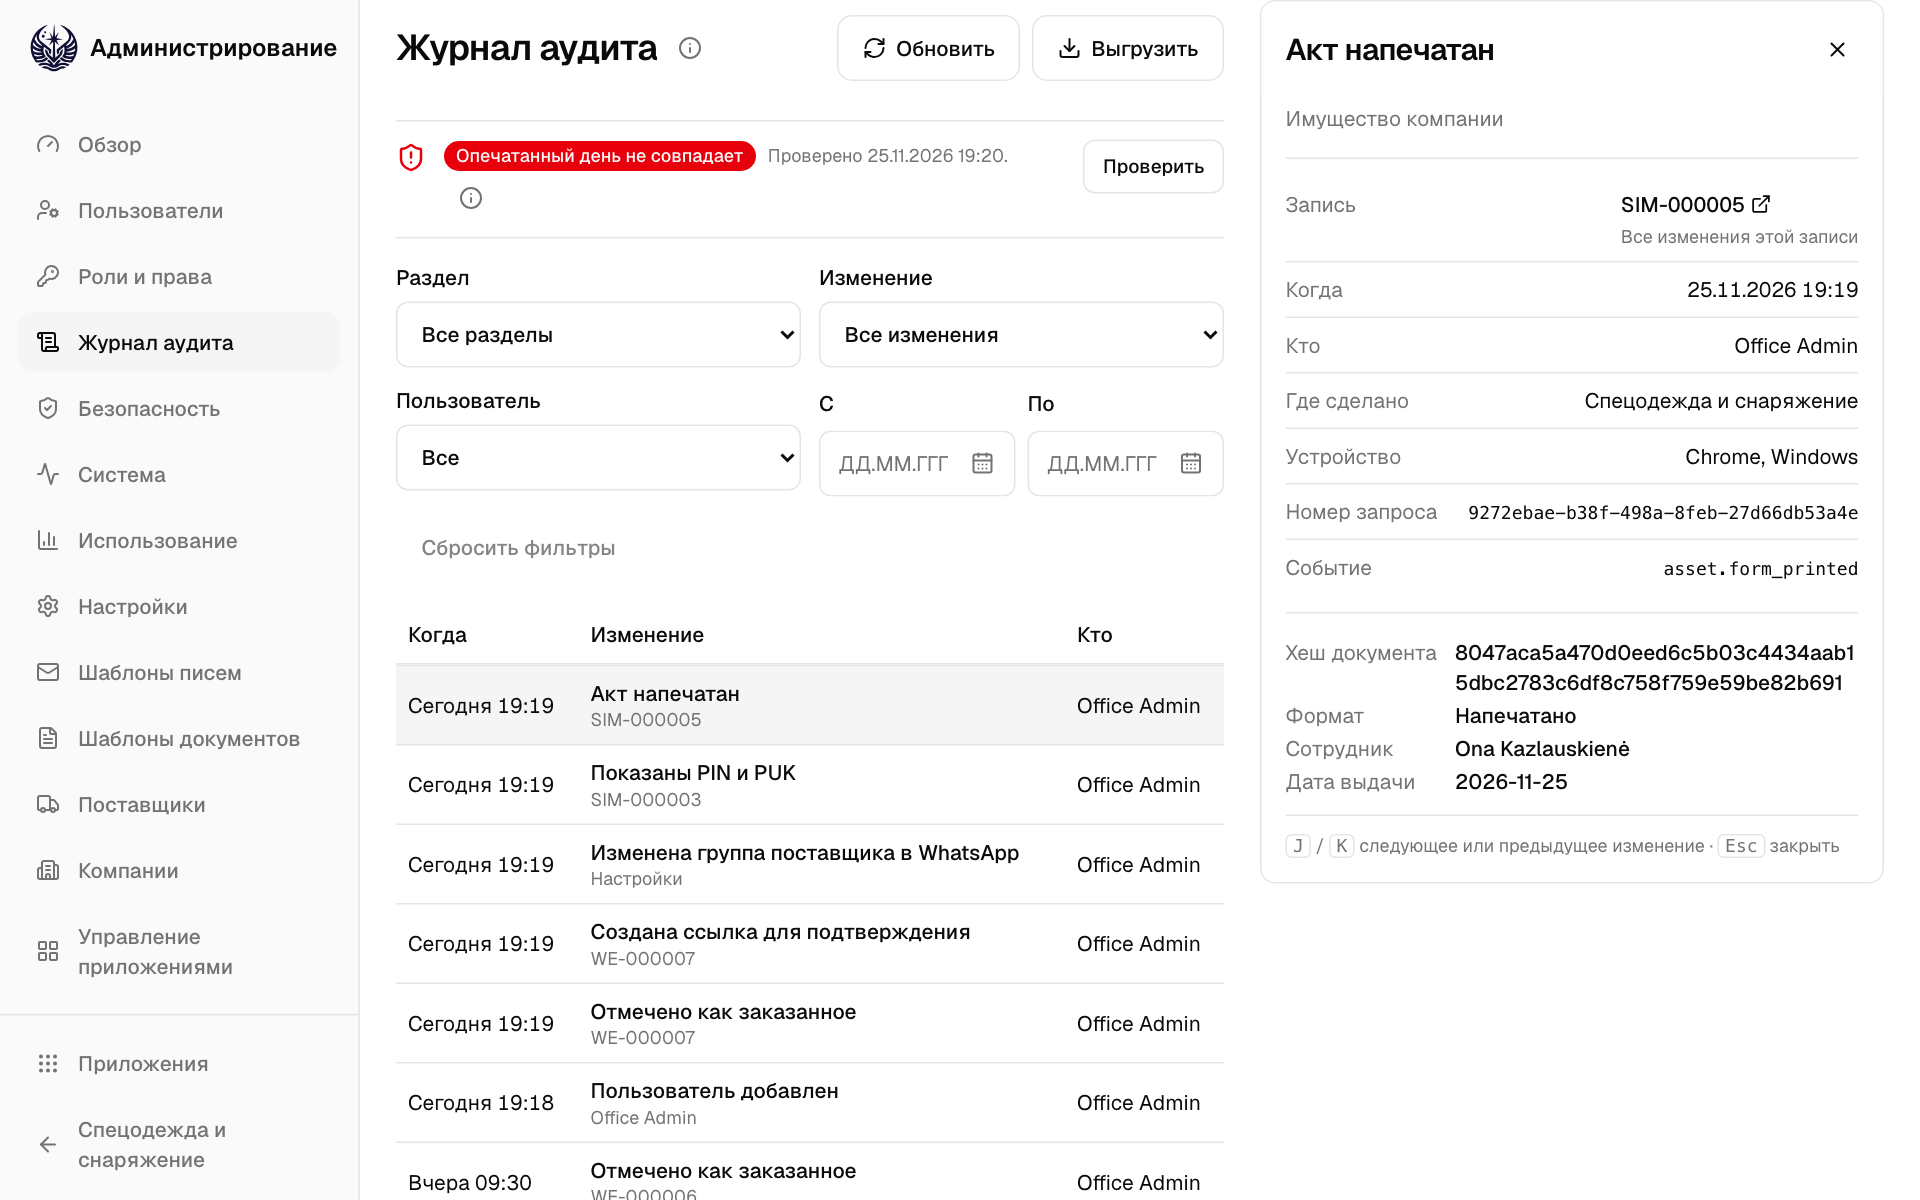 Администрирование
Обзор
Пользователи
Роли и права
Журнал аудита
Безопасность
Система
Использование
Настройки
Шаблоны писем
Шаблоны документов
Поставщики
Компании
Управление
приложениями
Приложения
Спецодежда и
снаряжение
Журнал аудита
Обновить
Выгрузить
Опечатанный день не совпадает
Проверено 25.11.2026 19:20.
Проверить
Раздел
Изменение
Все разделы
Все изменения
Пользователь
С
По
Все
ДД.ММ.ГГГ
ДД.ММ.ГГГ
Сбросить фильтры
Когда Изменение Кто
Сегодня 19:19 Акт напечатан Office Admin
SIM-000005
Сегодня 19:19 Показаны PIN и PUK Office Admin
SIM-000003
Сегодня 19:19 Изменена группа поставщика в WhatsApp Office Admin
Настройки
Сегодня 19:19 Создана ссылка для подтверждения Office Admin
WE-000007
Сегодня 19:19 Отмечено как заказанное Office Admin
WE-000007
Сегодня 19:18 Пользователь добавлен Office Admin
Office Admin
Вчера 09:30 Отмечено как заказанное Office Admin
WE-000006
Акт напечатан
Имущество компании
Запись SIM-000005
Все изменения этой записи
Когда 25.11.2026 19:19
Кто Office Admin
Где сделано Спецодежда и снаряжение
Устройство Chrome, Windows
Номер запроса 9272ebae-b38f-498a-8feb-27d66db53a4e
Событие asset.form_printed
Хеш документа 8047aca5a470d0eed6c5b03c4434aab1
5dbc2783c6df8c758f759e59be82b691
Формат Напечатано
Сотрудник Ona Kazlauskienė
Дата выдачи 2026-11-25
J / K следующее или предыдущее изменение · Esc закрыть